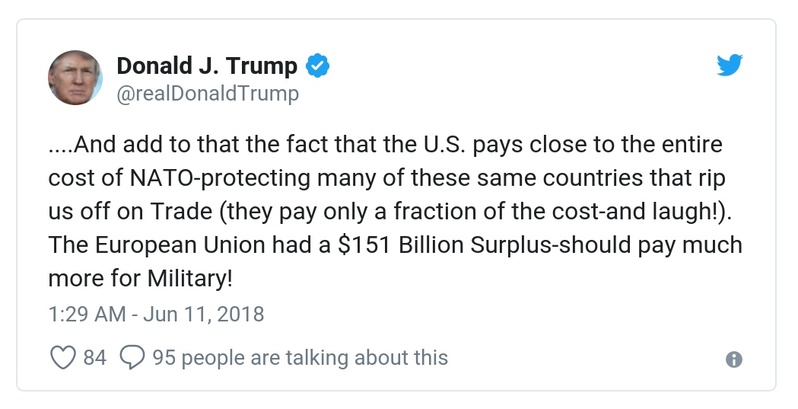 Donald J. Trump
@realDonaldTrump
....And add to that the fact that the U.S. pays close to the entire
cost of NATO-protecting many of these same countries that rip
us off on Trade (they pay only a fraction of the cost-and laugh!).
The European Union had a $151 Billion Surplus-should pay much
more for Military!
1:29 AM - Jun 11, 2018
84 95 people are talking about this